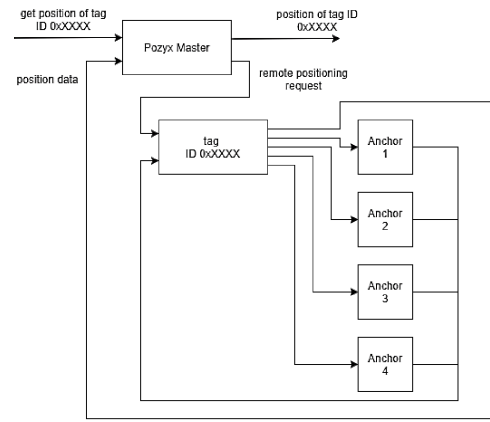 get position of tag
ID 0xXXXX
position of tag ID
0xXXXX
Pozyx Master
position data
remote positioning
request
tag
ID 0xXXXX
Anchor
1
Anchor
2
Anchor
3
Anchor
4